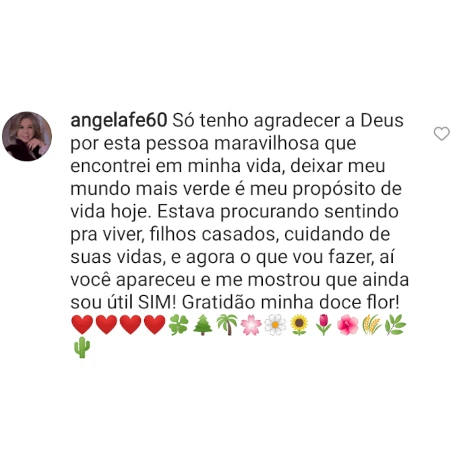 angelafe60 Só tenho agradecer a Deus
por esta pessoa maravilhosa que
encontrei em minha vida, deixar meu
mundo mais verde é meu propósito de
vida hoje. Estava procurando sentindo
pra viver, filhos casados, cuidando de
suas vidas, e agora o que vou fazer, aí
você apareceu e me mostrou que ainda
sou útil SIM! Gratidão minha doce flor!
❤️❤️❤️❤️🍀🌲🌴🌸🌼🌻🌷🌺🌾🌿
🌵